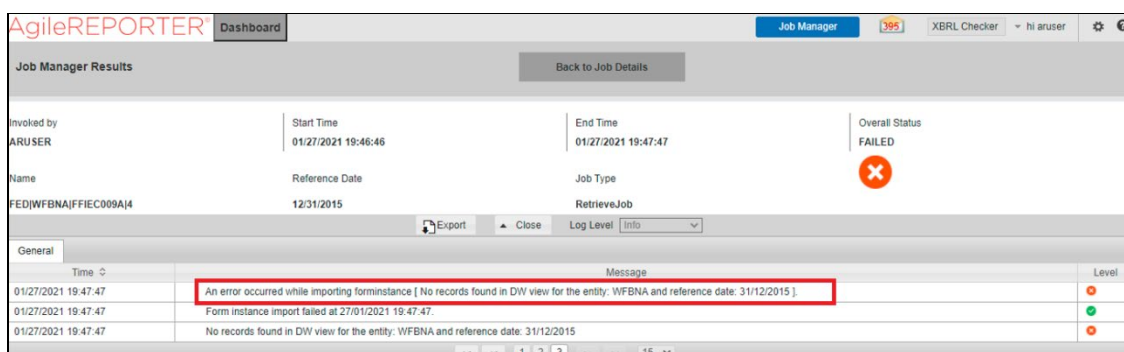 AgileREPORTER® Dashboard Job Manager 395 XBRL Checker hi aruser
Job Manager Results Back to Job Details
Invoked by Start Time End Time Overall Status
ARUSER 01/27/2021 19:46:46 01/27/2021 19:47:47 FAILED
Name Reference Date Job Type
FED|WFBNA|FFIEC009A|4 12/31/2015 RetrieveJob
Export Close Log Level Info
General
Time Message Level
01/27/2021 19:47:47 An error occurred while importing forminstance [ No records found in DW view for the entity: WFBNA and reference date: 31/12/2015 ].
01/27/2021 19:47:47 Form instance import failed at 27/01/2021 19:47:47.
01/27/2021 19:47:47 No records found in DW view for the entity: WFBNA and reference date: 31/12/2015
1 2 3 15